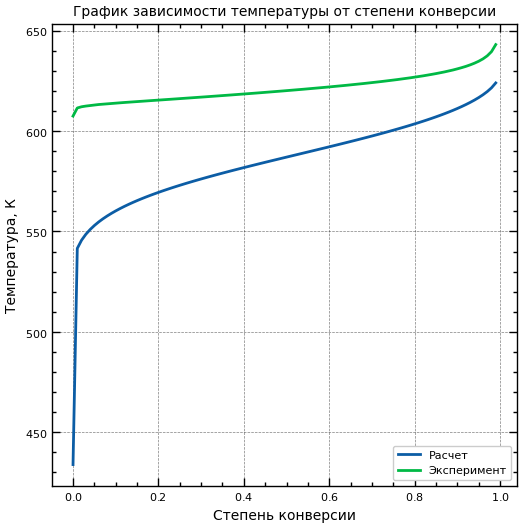 График зависимости температуры от степени конверсии
650
600
550
500
450
Температура, К
0.0 0.2 0.4 0.6 0.8 1.0
Степень конверсии
Расчет
Эксперимент